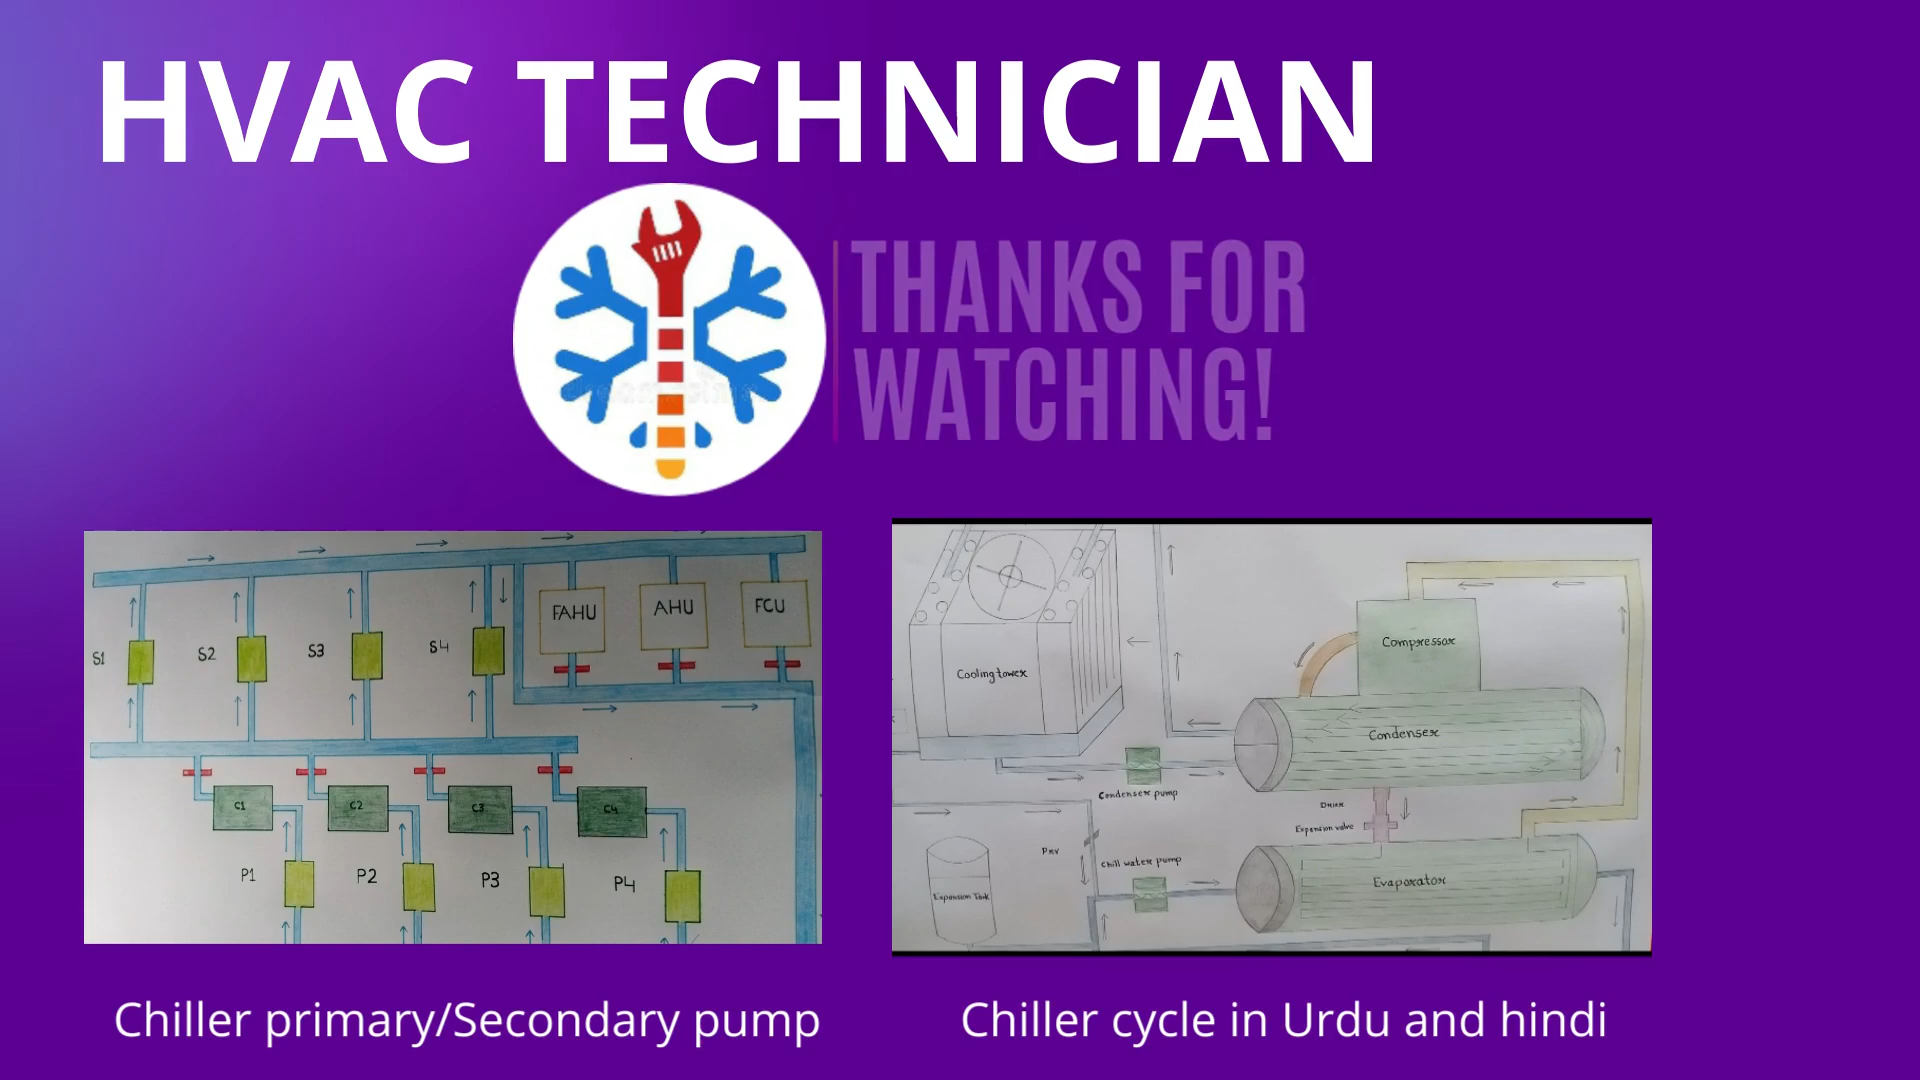 HVAC TECHNICIAN
THANKS FOR
WATCHING!
FAHU
AHU
FCU
S1
S2
S3
S4
C1
C2
C3
C4
P1
P2
P3
P4
Cooling tower
Compressor
Condenser
Condenser pump
Expansion valve
PRV
Chill water pump
Expansion Tank
Evaporator
Chiller primary/Secondary pump
Chiller cycle in Urdu and hindi